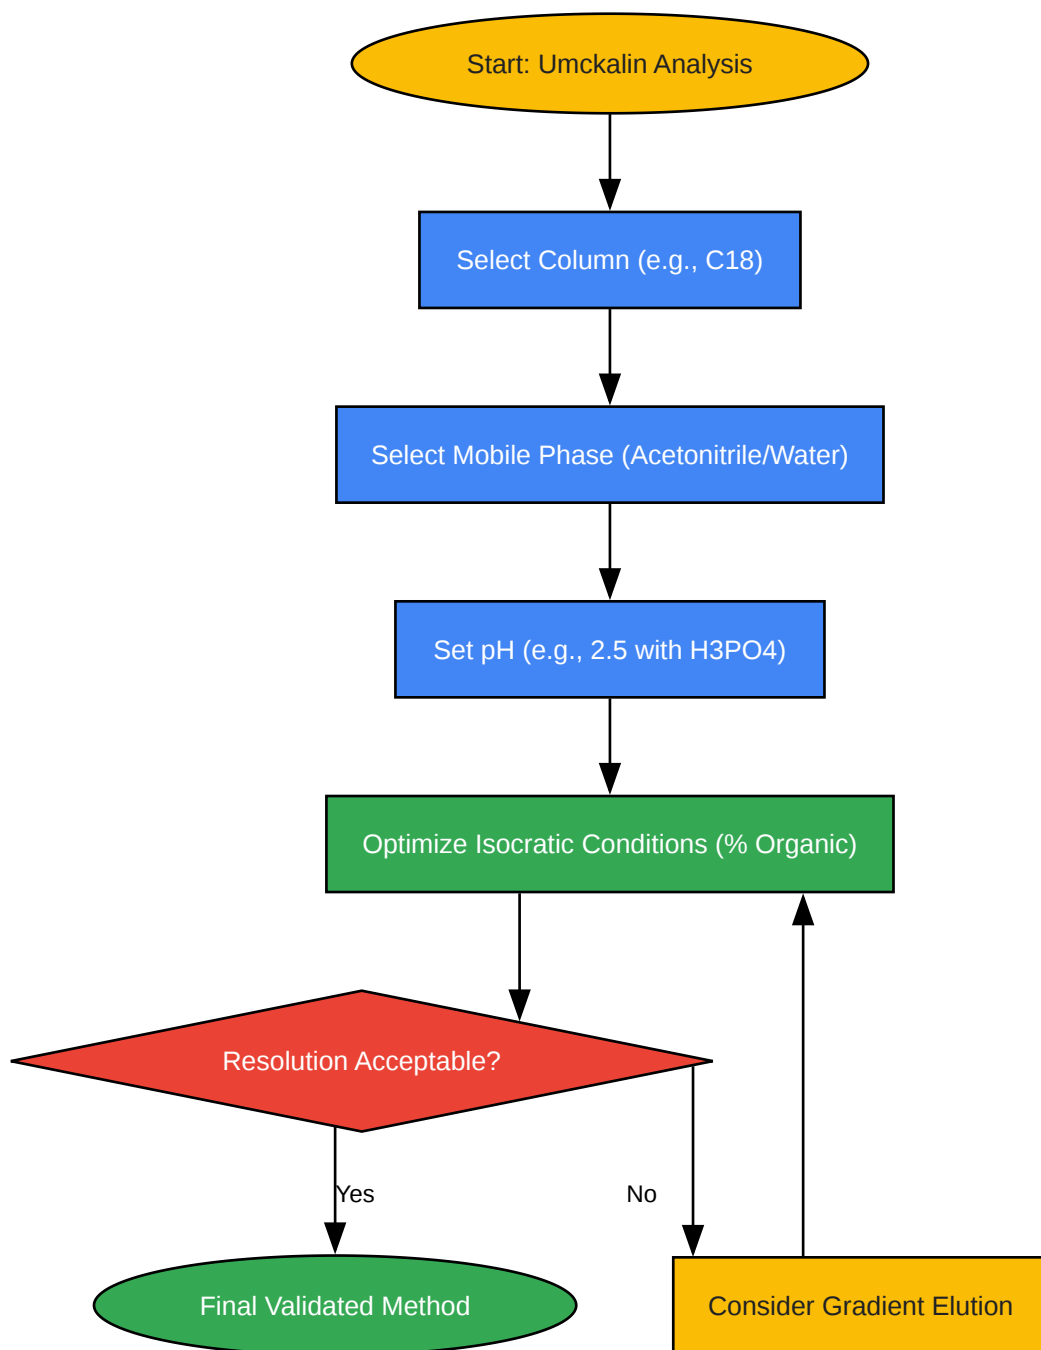 Start: Umckalin Analysis
Select Column (e.g., C18)
Select Mobile Phase (Acetonitrile/Water)
Set pH (e.g., 2.5 with H3PO4)
Optimize Isocratic Conditions (% Organic)
Resolution Acceptable?
Yes
No
Final Validated Method
Consider Gradient Elution